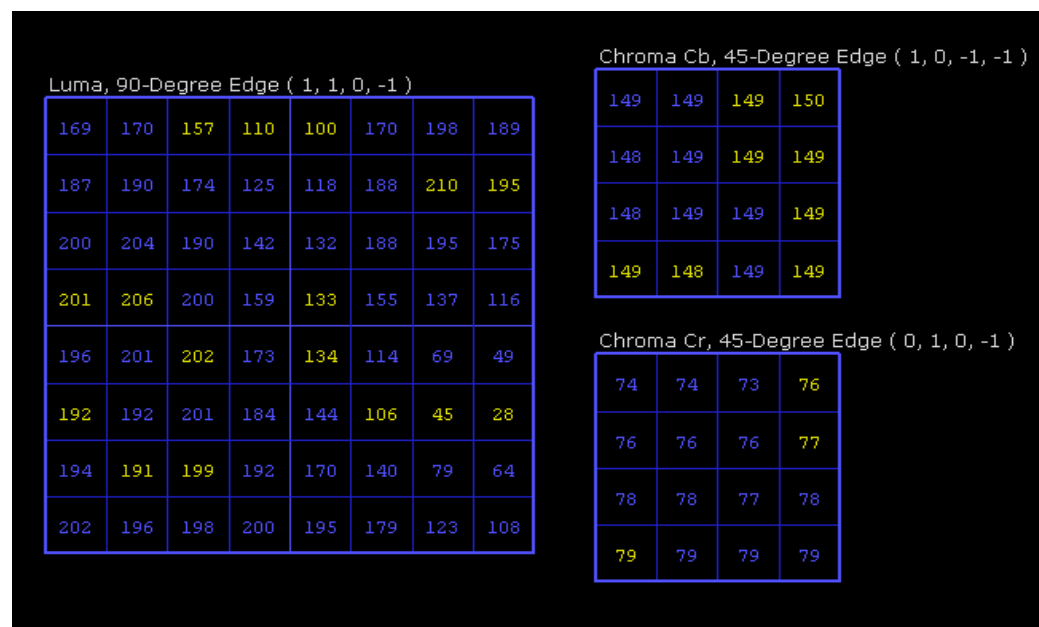 Luma, 90-Degree Edge ( 1, 1, 0, -1 )
169 170 157 110 100 170 198 189
187 190 174 125 118 188 210 195
200 204 190 142 132 188 195 175
201 206 200 159 133 155 137 116
196 201 202 173 134 114 69 49
192 192 201 184 144 106 45 28
194 191 199 192 170 140 79 64
202 196 198 200 195 179 123 108
Chroma Cb, 45-Degree Edge ( 1, 0, -1, -1 )
149 149 149 150
148 149 149 149
148 149 149 149
149 148 149 149
Chroma Cr, 45-Degree Edge ( 0, 1, 0, -1 )
74 74 73 76
76 76 76 77
78 78 77 78
79 79 79 79